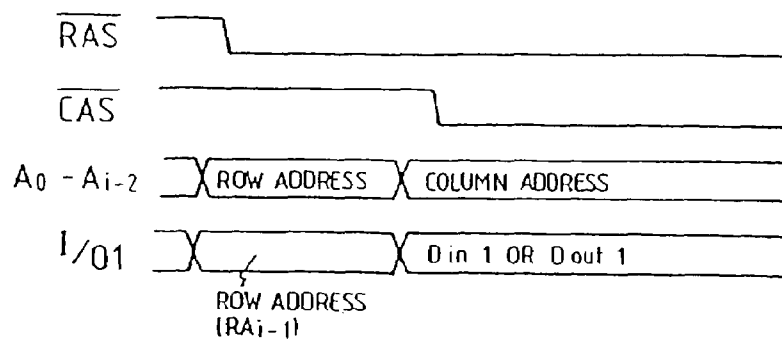 RAS
CAS
A0 - Ai-2 ROW ADDRESS COLUMN ADDRESS
I/01 Din 1 OR Dout 1
ROW ADDRESS
(RAi-1)